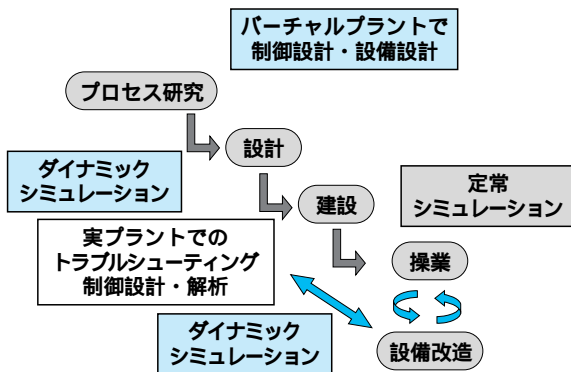 バーチャルプラントで
制御設計・設備設計
プロセス研究
設計
ダイナミック
シミュレーション
建設
定常
シミュレーション
実プラントでの
トラブルシューティング
制御設計・解析
操業
ダイナミック
シミュレーション
設備改造